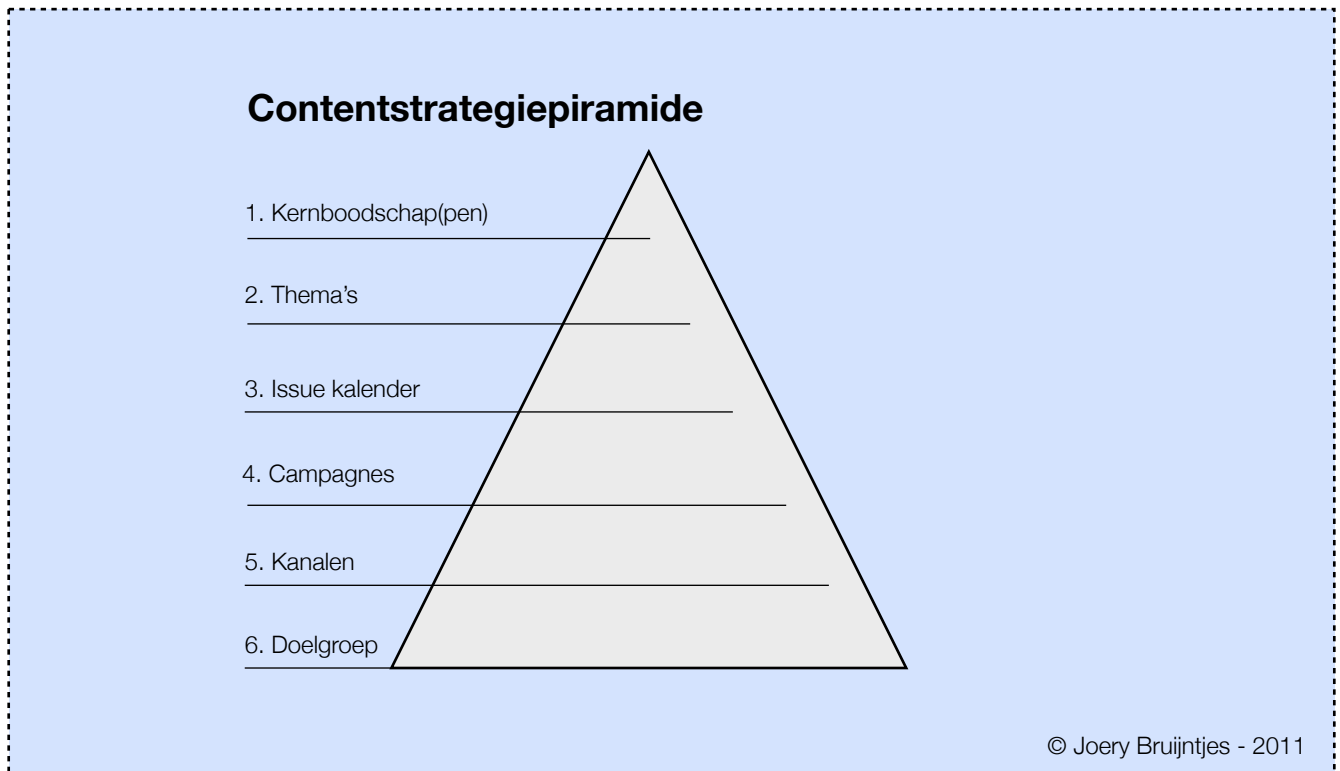 Contentstrategiepiramide
1. Kernboodschap(pen)
2. Thema's
3. Issue kalender
4. Campagnes
5. Kanalen
6. Doelgroep
© Joery Bruijntjes - 2011